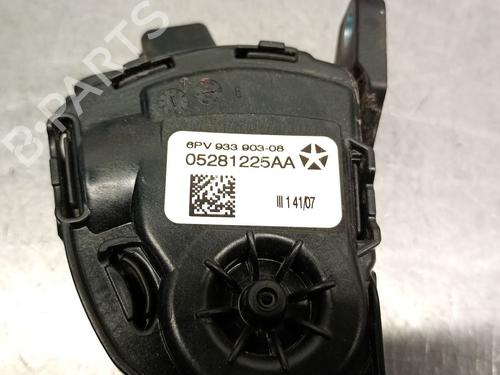 B-PARTS
6PV 933 903-08
05281225AA
III 1 41/07